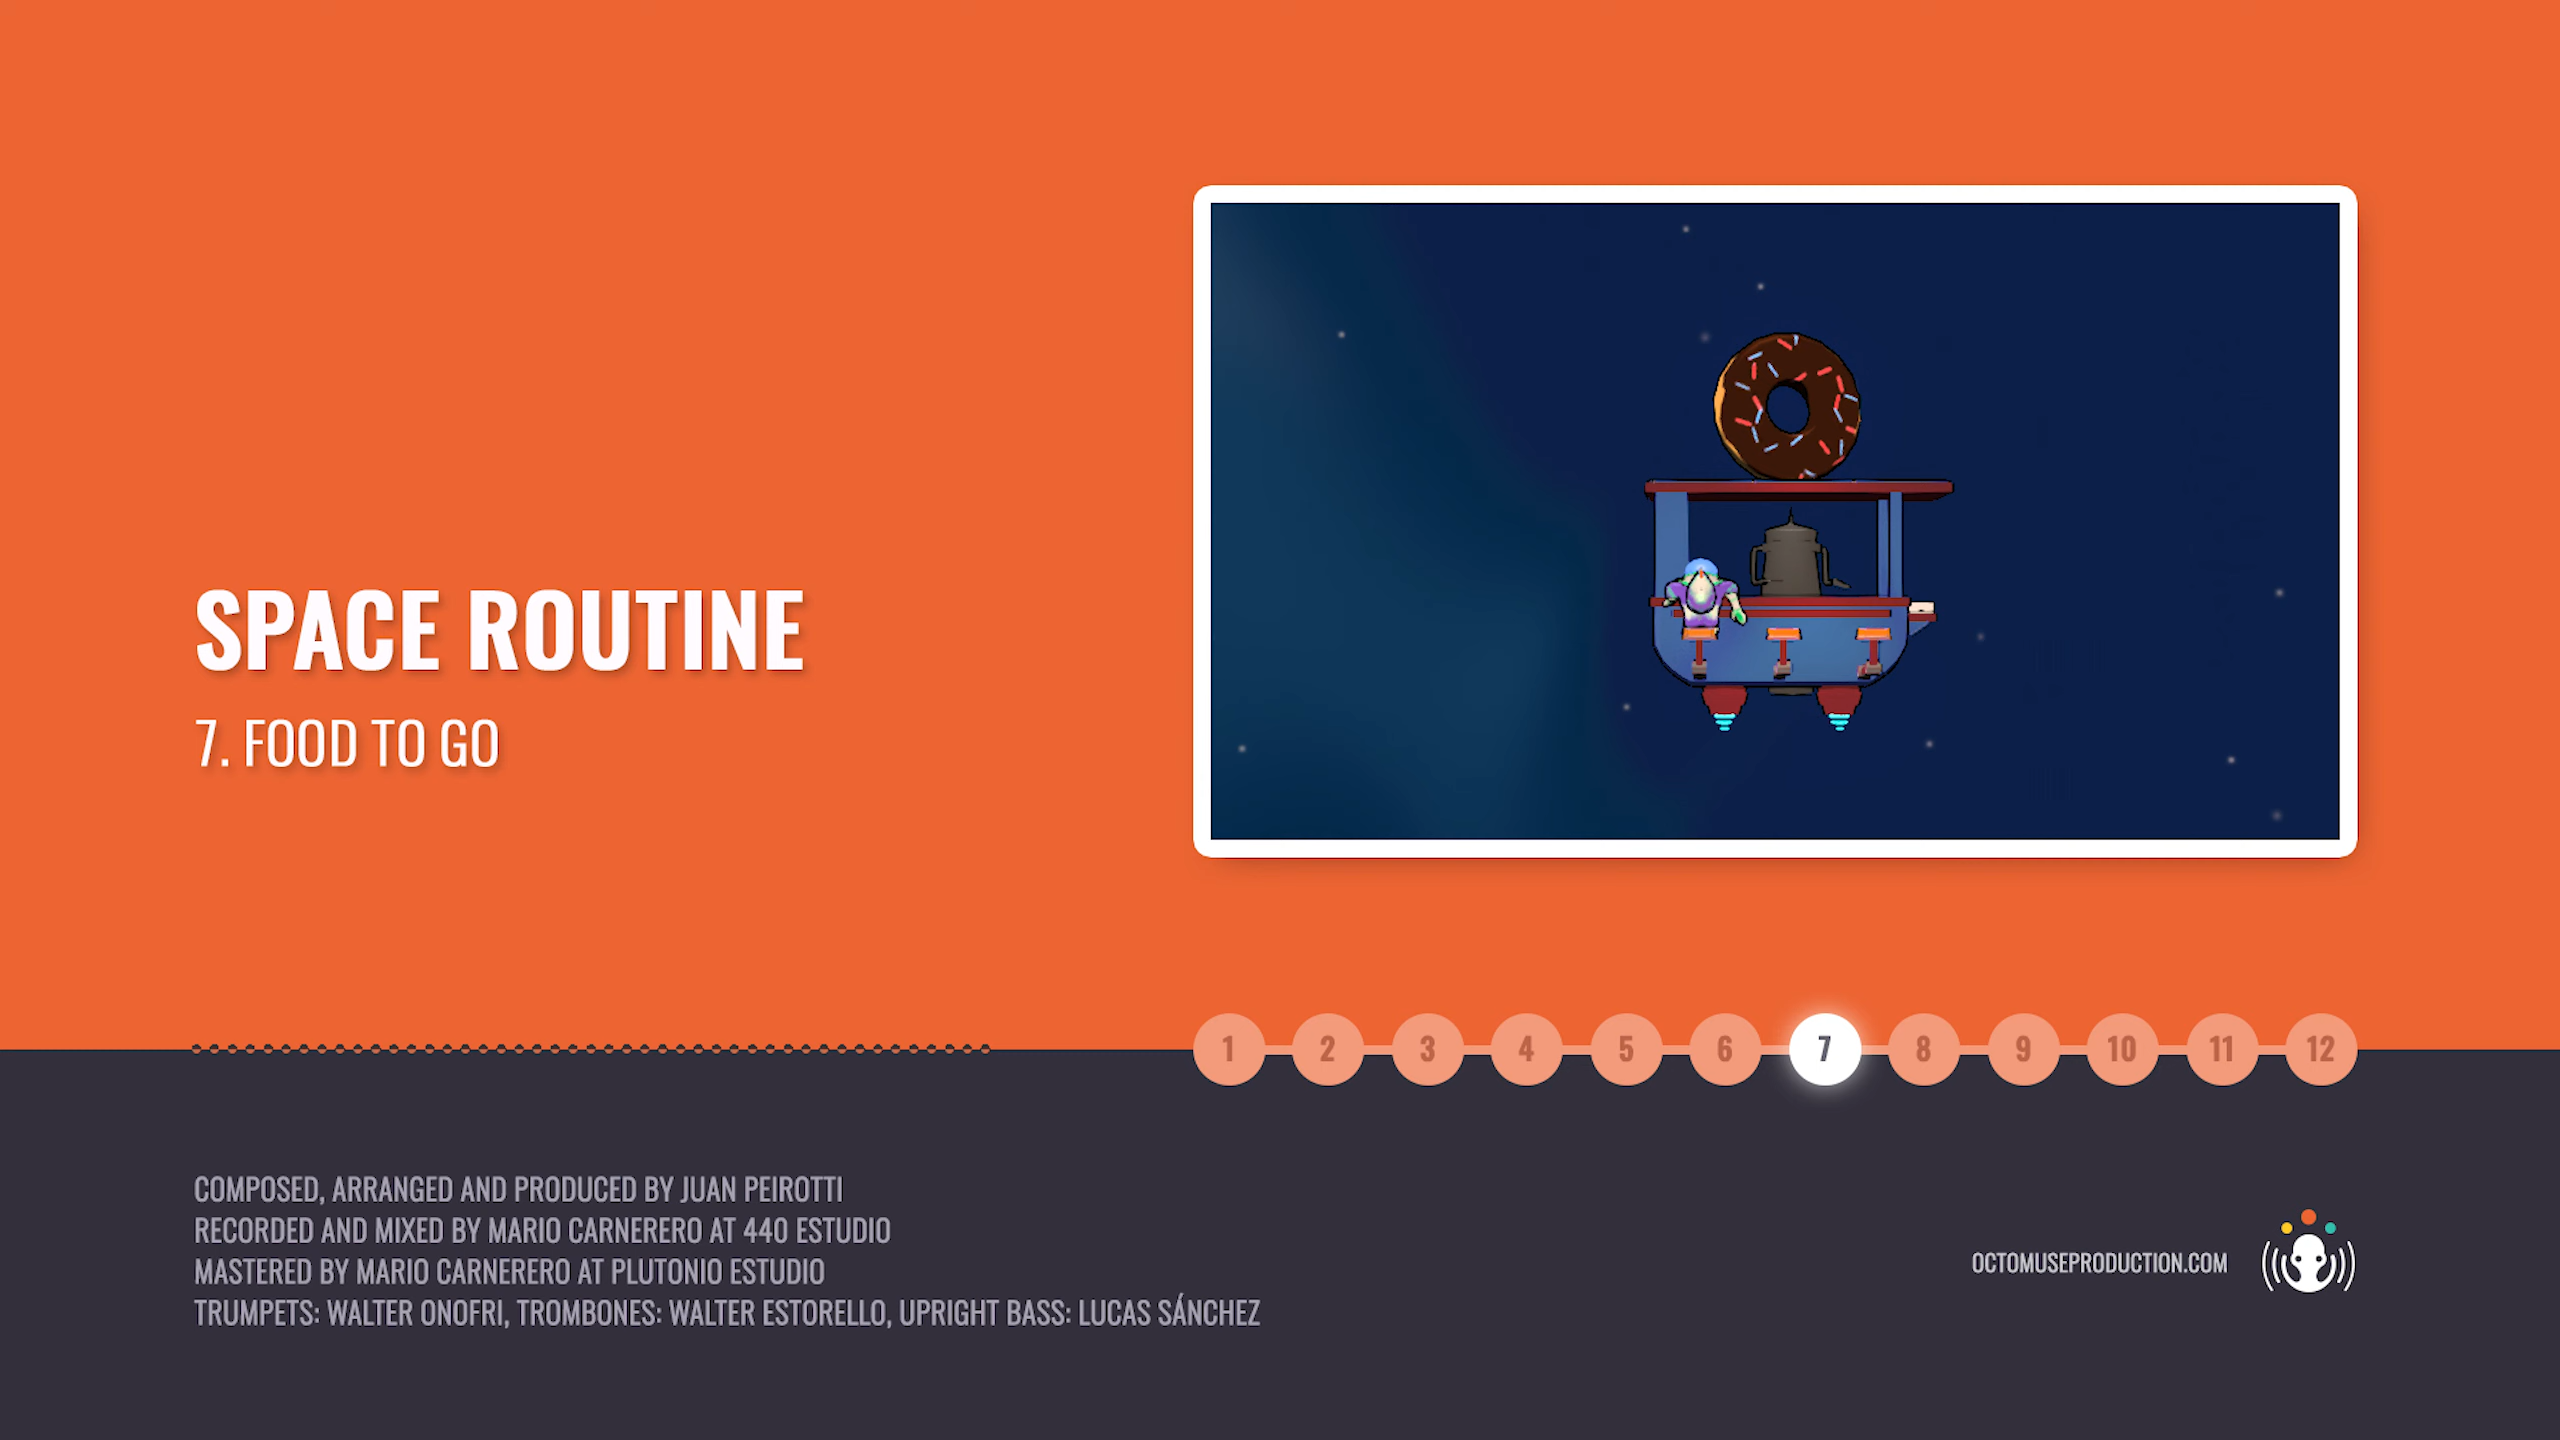 SPACE ROUTINE
7. FOOD TO GO
1 2 3 4 5 6 7 8 9 10 11 12
COMPOSED, ARRANGED AND PRODUCED BY JUAN PEIROTTI
RECORDED AND MIXED BY MARIO CARNERERO AT 440 ESTUDIO
MASTERED BY MARIO CARNERERO AT PLUTONIO ESTUDIO
TRUMPETS: WALTER ONOFRI, TROMBONES: WALTER ESTORELLO, UPRIGHT BASS: LUCAS SÁNCHEZ
OCTOMUSEPRODUCTION.COM